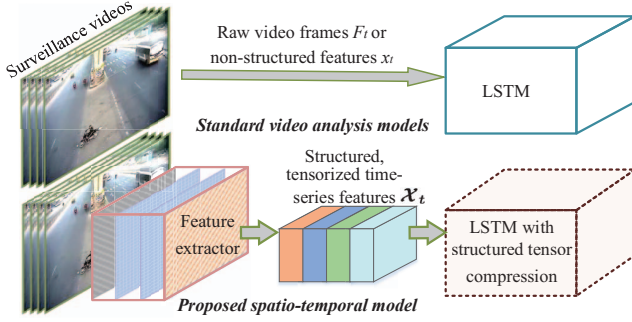 Surveillance videos
Raw video frames Fₜ or
non-structured features xₜ
LSTM
Standard video analysis models
Structured,
tensorized time-
series features 𝒳ₜ
Feature
extractor
LSTM with
structured tensor
compression
Proposed spatio-temporal model